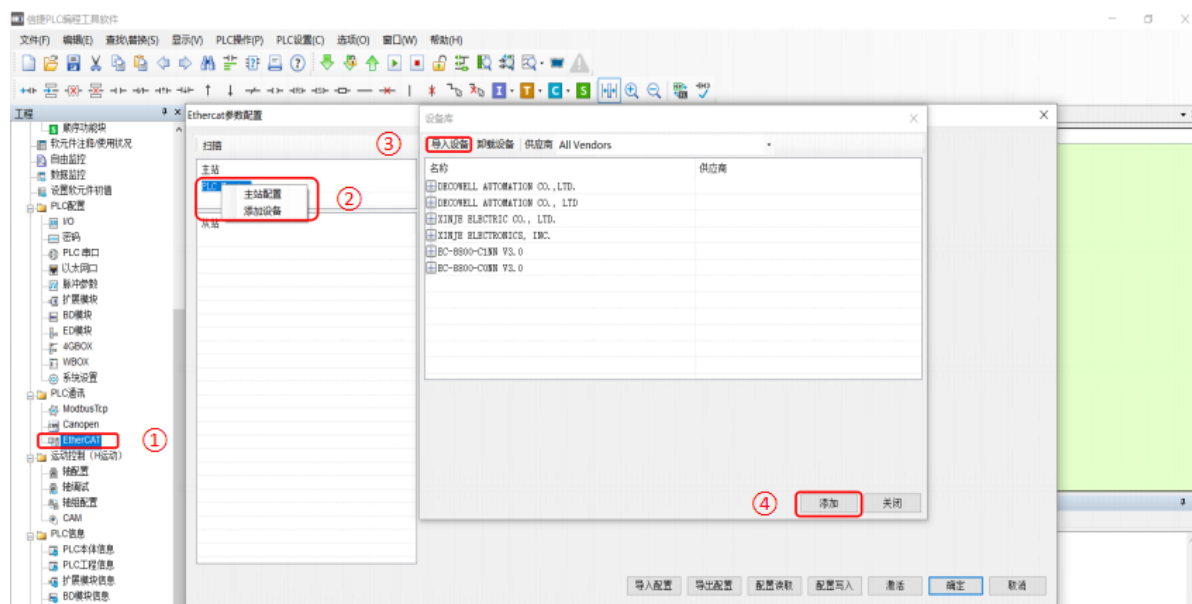 信捷PLC编程工具软件
文件(F) 编辑(E) 查找\替换(S) 显示(V) PLC操作(P) PLC设置(C) 选项(O) 窗口(W) 帮助(H)
工程
顺序功能块
软元件注释/使用状况
自由监控
数据监控
设置软元件初值
PLC配置
I/O
密码
PLC 串口
以太网口
脉冲参数
扩展模块
BD模块
ED模块
4GBOX
WBOX
系统设置
PLC通讯
ModbusTcp
Canopen
EtherCAT
①
运动控制（H运动）
轴配置
轴调试
轴组配置
CAM
PLC信息
PLC本体信息
PLC工程信息
扩展模块信息
BD模块信息
Ethercat参数配置
扫描
主站
主站配置
添加设备
②
从站
设备库
③
导入设备 卸载设备 供应商 All Vendors
名称 供应商
DECOWELL AUTOMATION CO.,LTD.
DECOWELL AUTOMATION CO., LTD
XINJE ELECTRIC CO., LTD.
XINJE ELECTRONICS, INC.
EC-8800-C1NN V3.0
EC-8800-C0NN V3.0
④
添加 关闭
导入配置 导出配置 配置读取 配置写入 激活 确定 取消